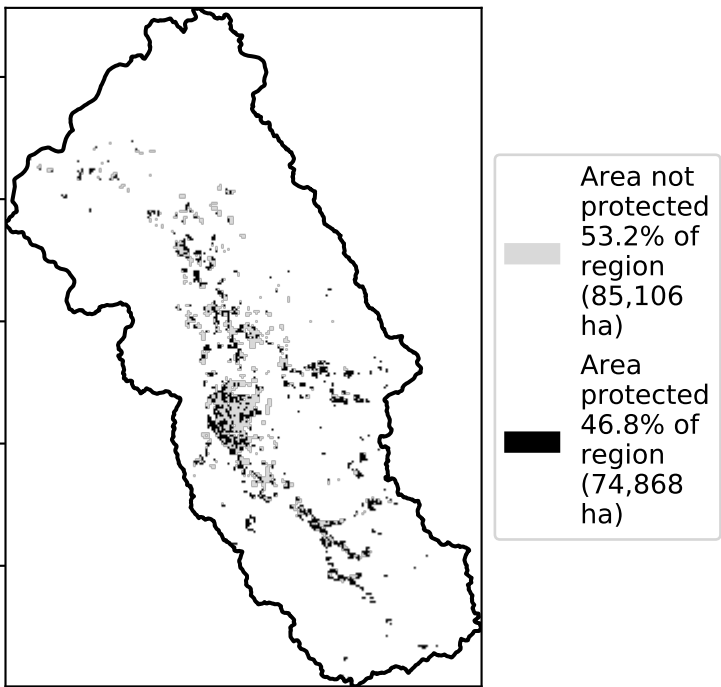 Area not
protected
53.2% of
region
(85,106
ha)
Area
protected
46.8% of
region
(74,868
ha)